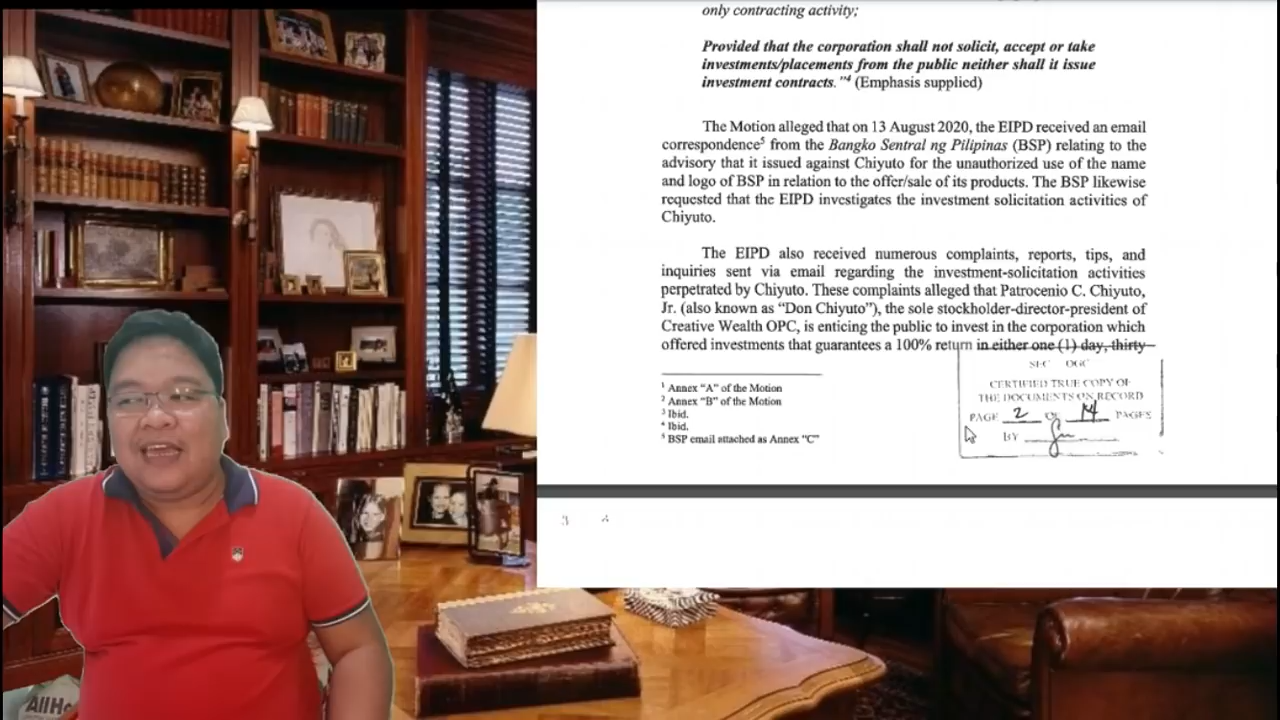 only contracting activity;
Provided that the corporation shall not solicit, accept or take
investments/placements from the public neither shall it issue
investment contracts."4 (Emphasis supplied)
The Motion alleged that on 13 August 2020, the EIPD received an email
correspondence5 from the Bangko Sentral ng Pilipinas (BSP) relating to the
advisory that it issued against Chiyuto for the unauthorized use of the name
and logo of BSP in relation to the offer/sale of its products. The BSP likewise
requested that the EIPD investigates the investment solicitation activities of
Chiyuto.
The EIPD also received numerous complaints, reports, tips, and
inquiries sent via email regarding the investment-solicitation activities
perpetrated by Chiyuto. These complaints alleged that Patrocenio C. Chiyuto,
Jr. (also known as "Don Chiyuto"), the sole stockholder-director-president of
Creative Wealth OPC, is enticing the public to invest in the corporation which
offered investments that guarantees a 100% return in either one (1) day, thirty
1 Annex "A" of the Motion
2 Annex "B" of the Motion
3 Ibid.
4 Ibid.
5 BSP email attached as Annex "C"
SEC OGC
CERTIFIED TRUE COPY OF
THE DOCUMENTS ON RECORD
PAGE 2 OF 14 PAGES
BY
3
AllHo